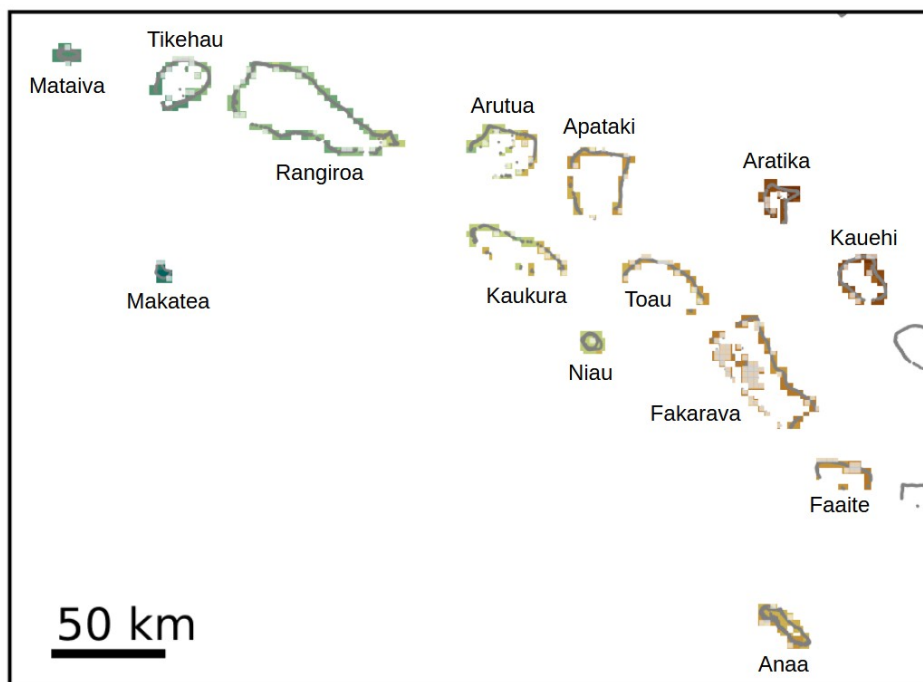 Tikehau
Mataiva
Rangiroa
Arutua
Apataki
Aratika
Kauehi
Makatea
Kaukura
Toau
Niau
Fakarava
Faaite
50 km
Anaa